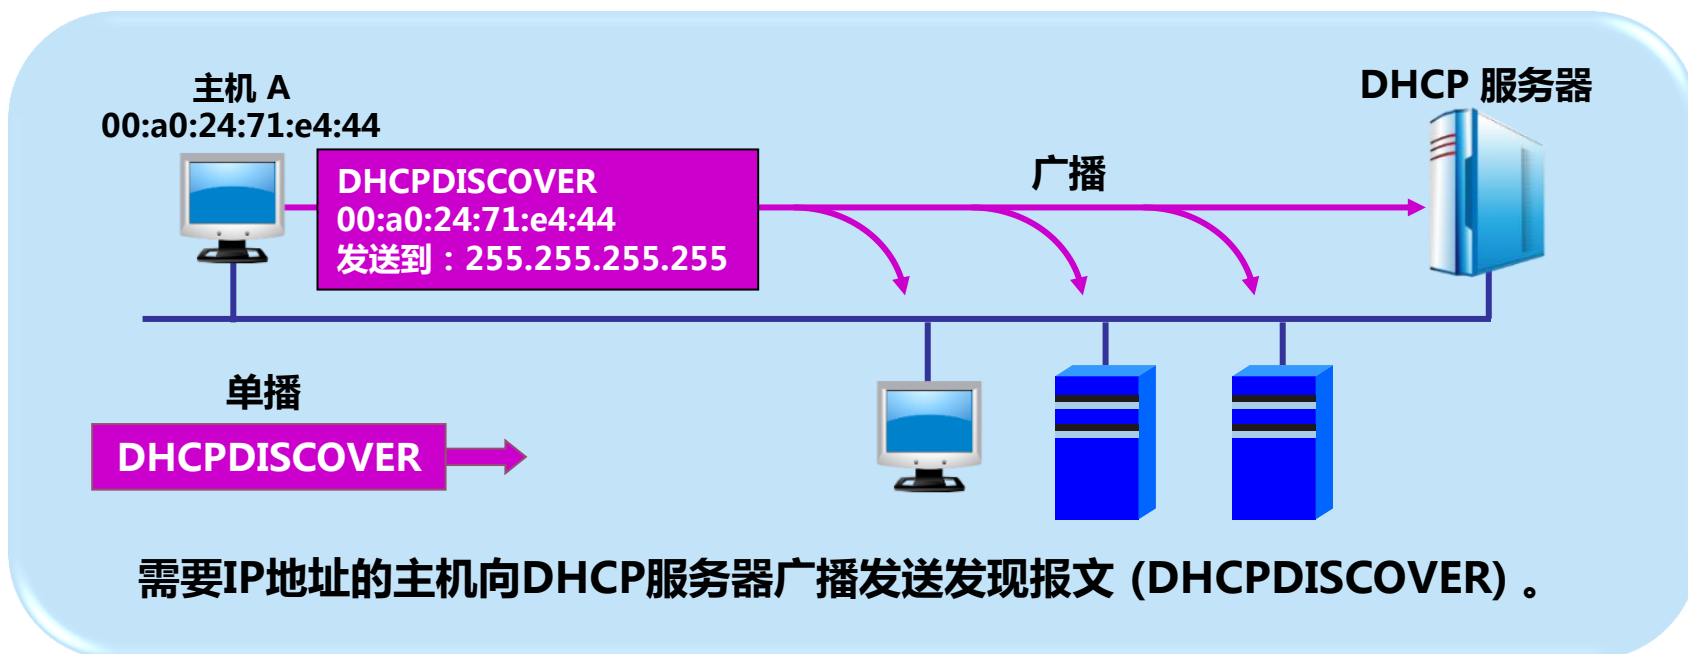 主机 A
00:a0:24:71:e4:44
DHCP 服务器
DHCPDISCOVER
00:a0:24:71:e4:44
发送到：255.255.255.255
广播
单播
DHCPDISCOVER
需要IP地址的主机向DHCP服务器广播发送发现报文 (DHCPDISCOVER) 。